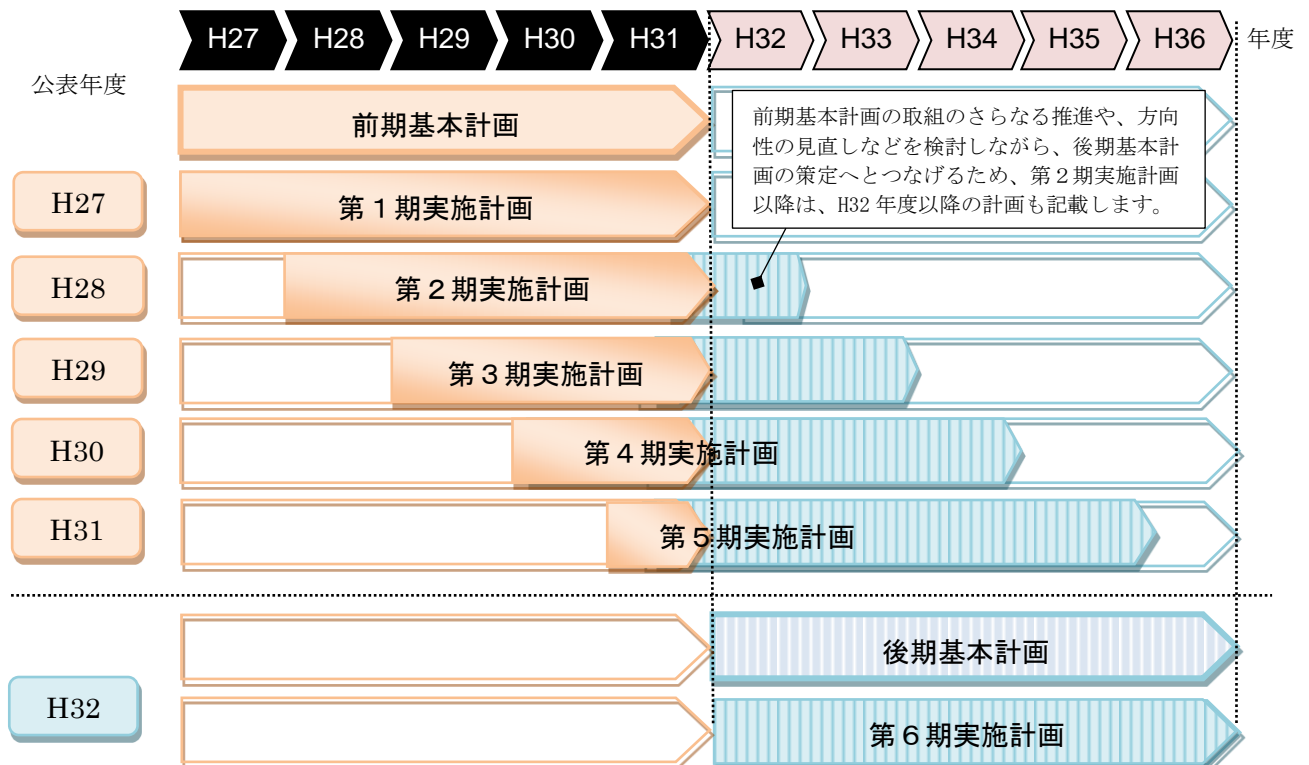 H27 H28 H29 H30 H31 H32 H33 H34 H35 H36 年度
公表年度
前期基本計画
前期基本計画の取組のさらなる推進や、方向
性の見直しなどを検討しながら、後期基本計
画の策定へとつなげるため、第２期実施計画
以降は、H32 年度以降の計画も記載します。
H27 第１期実施計画
H28 第２期実施計画
H29 第３期実施計画
H30 第４期実施計画
H31 第５期実施計画
後期基本計画
H32
第６期実施計画